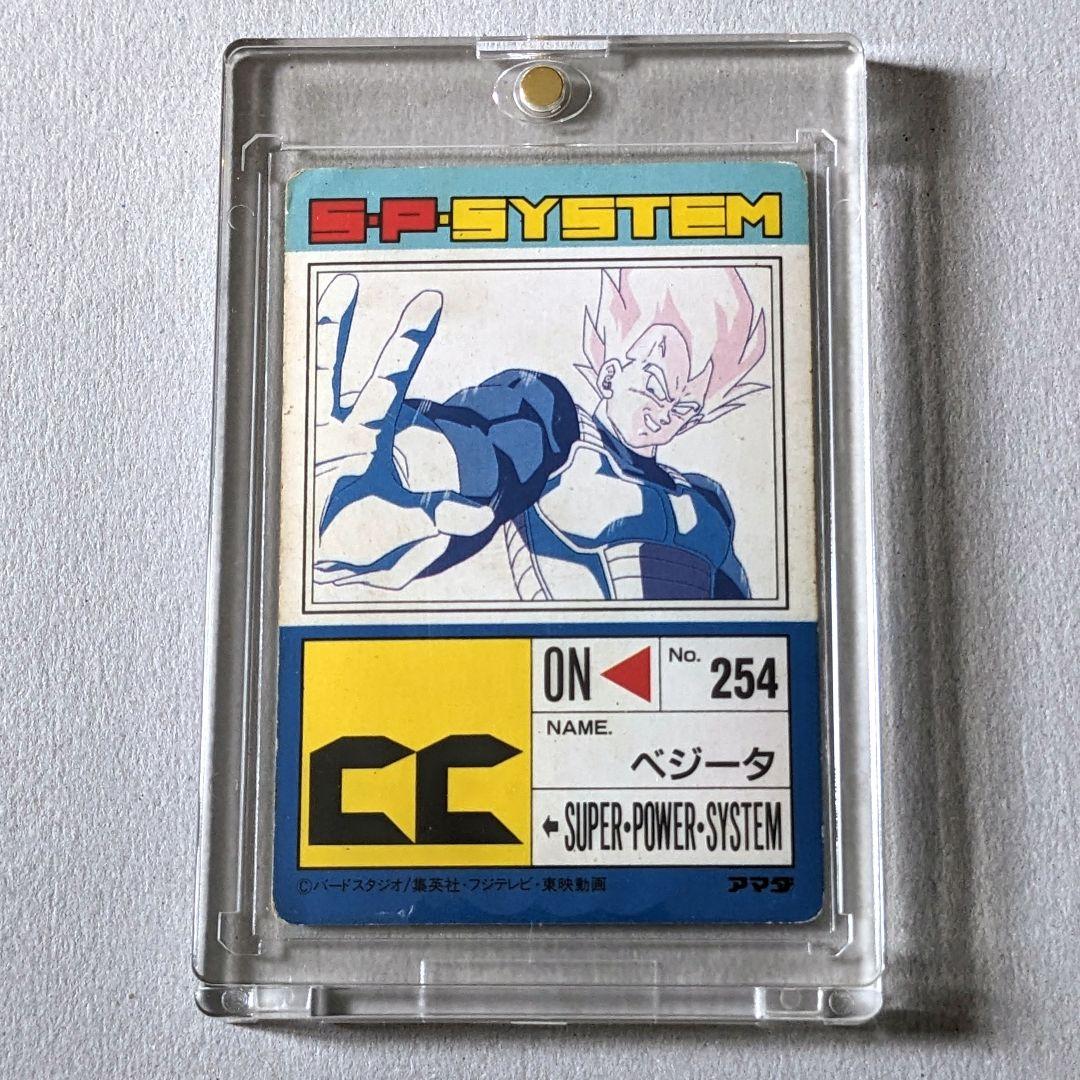 S・P・SYSTEM
CC
ON
No. 254
NAME.
ベジータ
←SUPER・POWER・SYSTEM
©バードスタジオ/集英社・フジテレビ・東映動画
アマダ